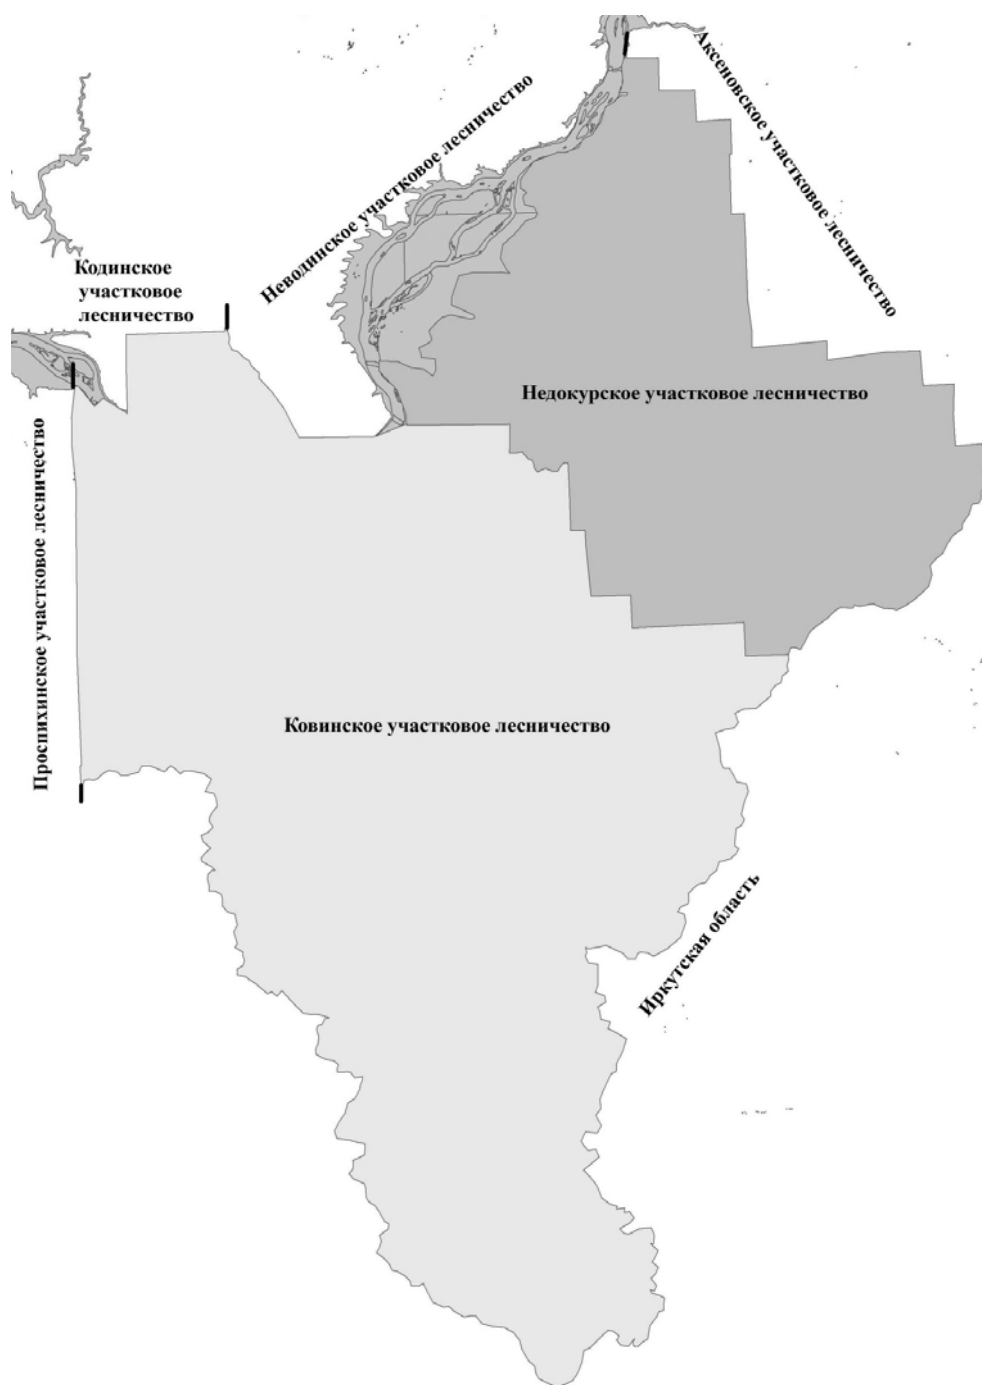 Аксеновское участковое лесничество
Неводинское участковое лесничество
Кодинское
участковое
лесничество
Недокурское участковое лесничество
Проспихинское участковое лесничество
Ковинское участковое лесничество
Иркутская область